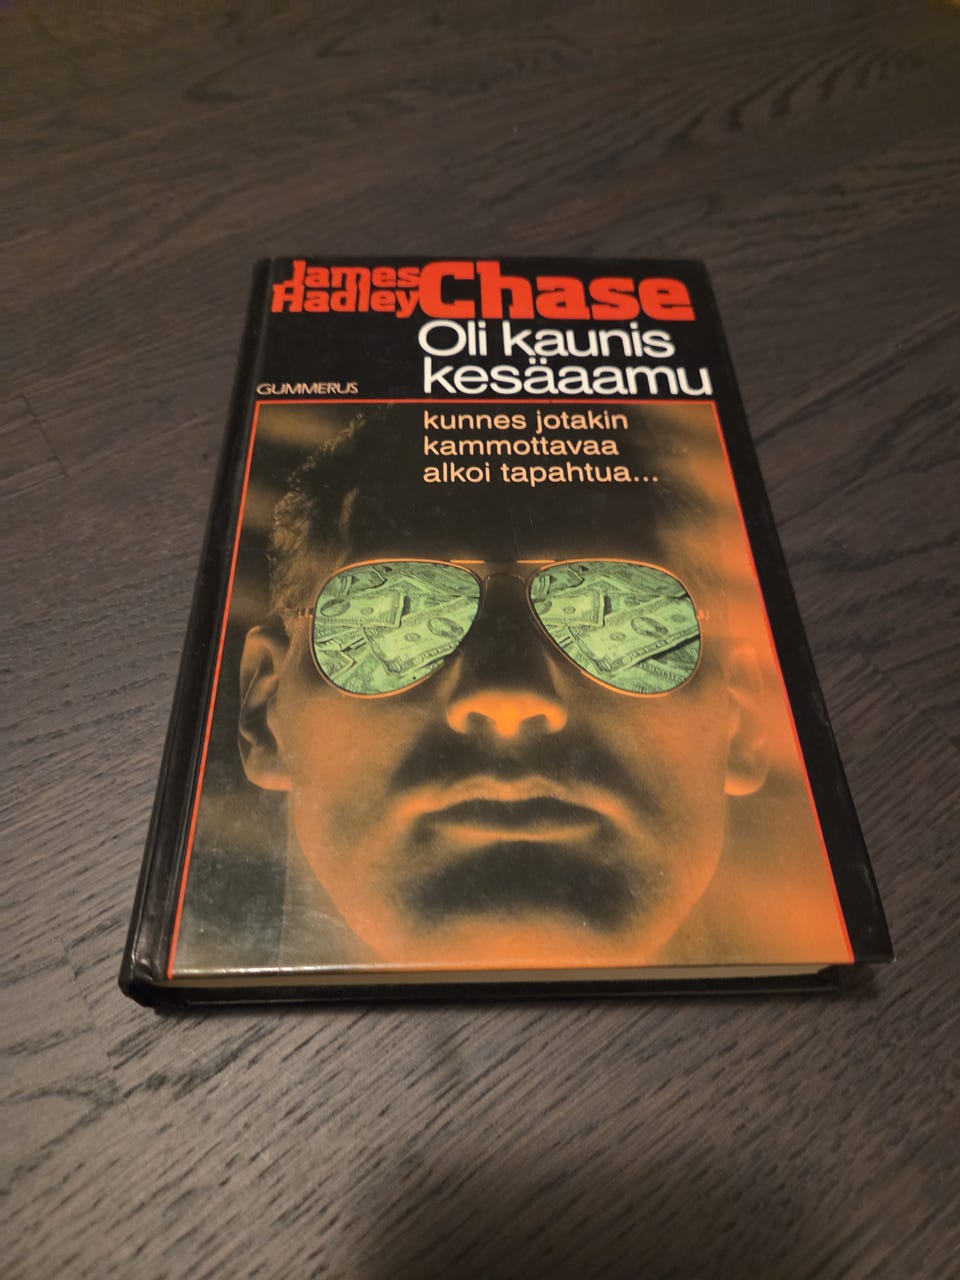 James
Hadley
Chase
Oli kaunis
kesäaamu
GUMMERUS
kunnes jotakin
kammottavaa
alkoi tapahtua...